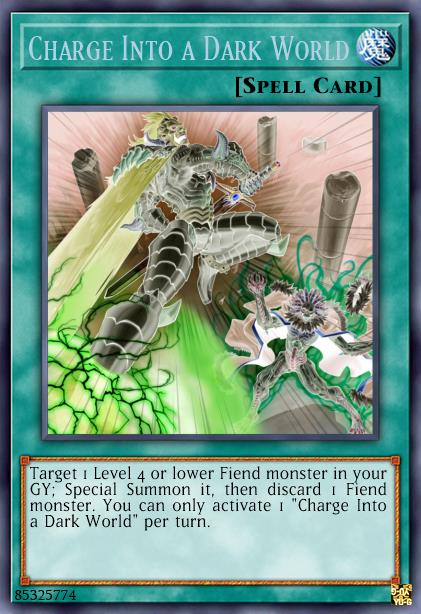 Charge Into a Dark World
魔
[Spell Card]
Target 1 Level 4 or lower Fiend monster in your
GY; Special Summon it, then discard 1 Fiend
monster. You can only activate 1 "Charge Into
a Dark World" per turn.
85325774